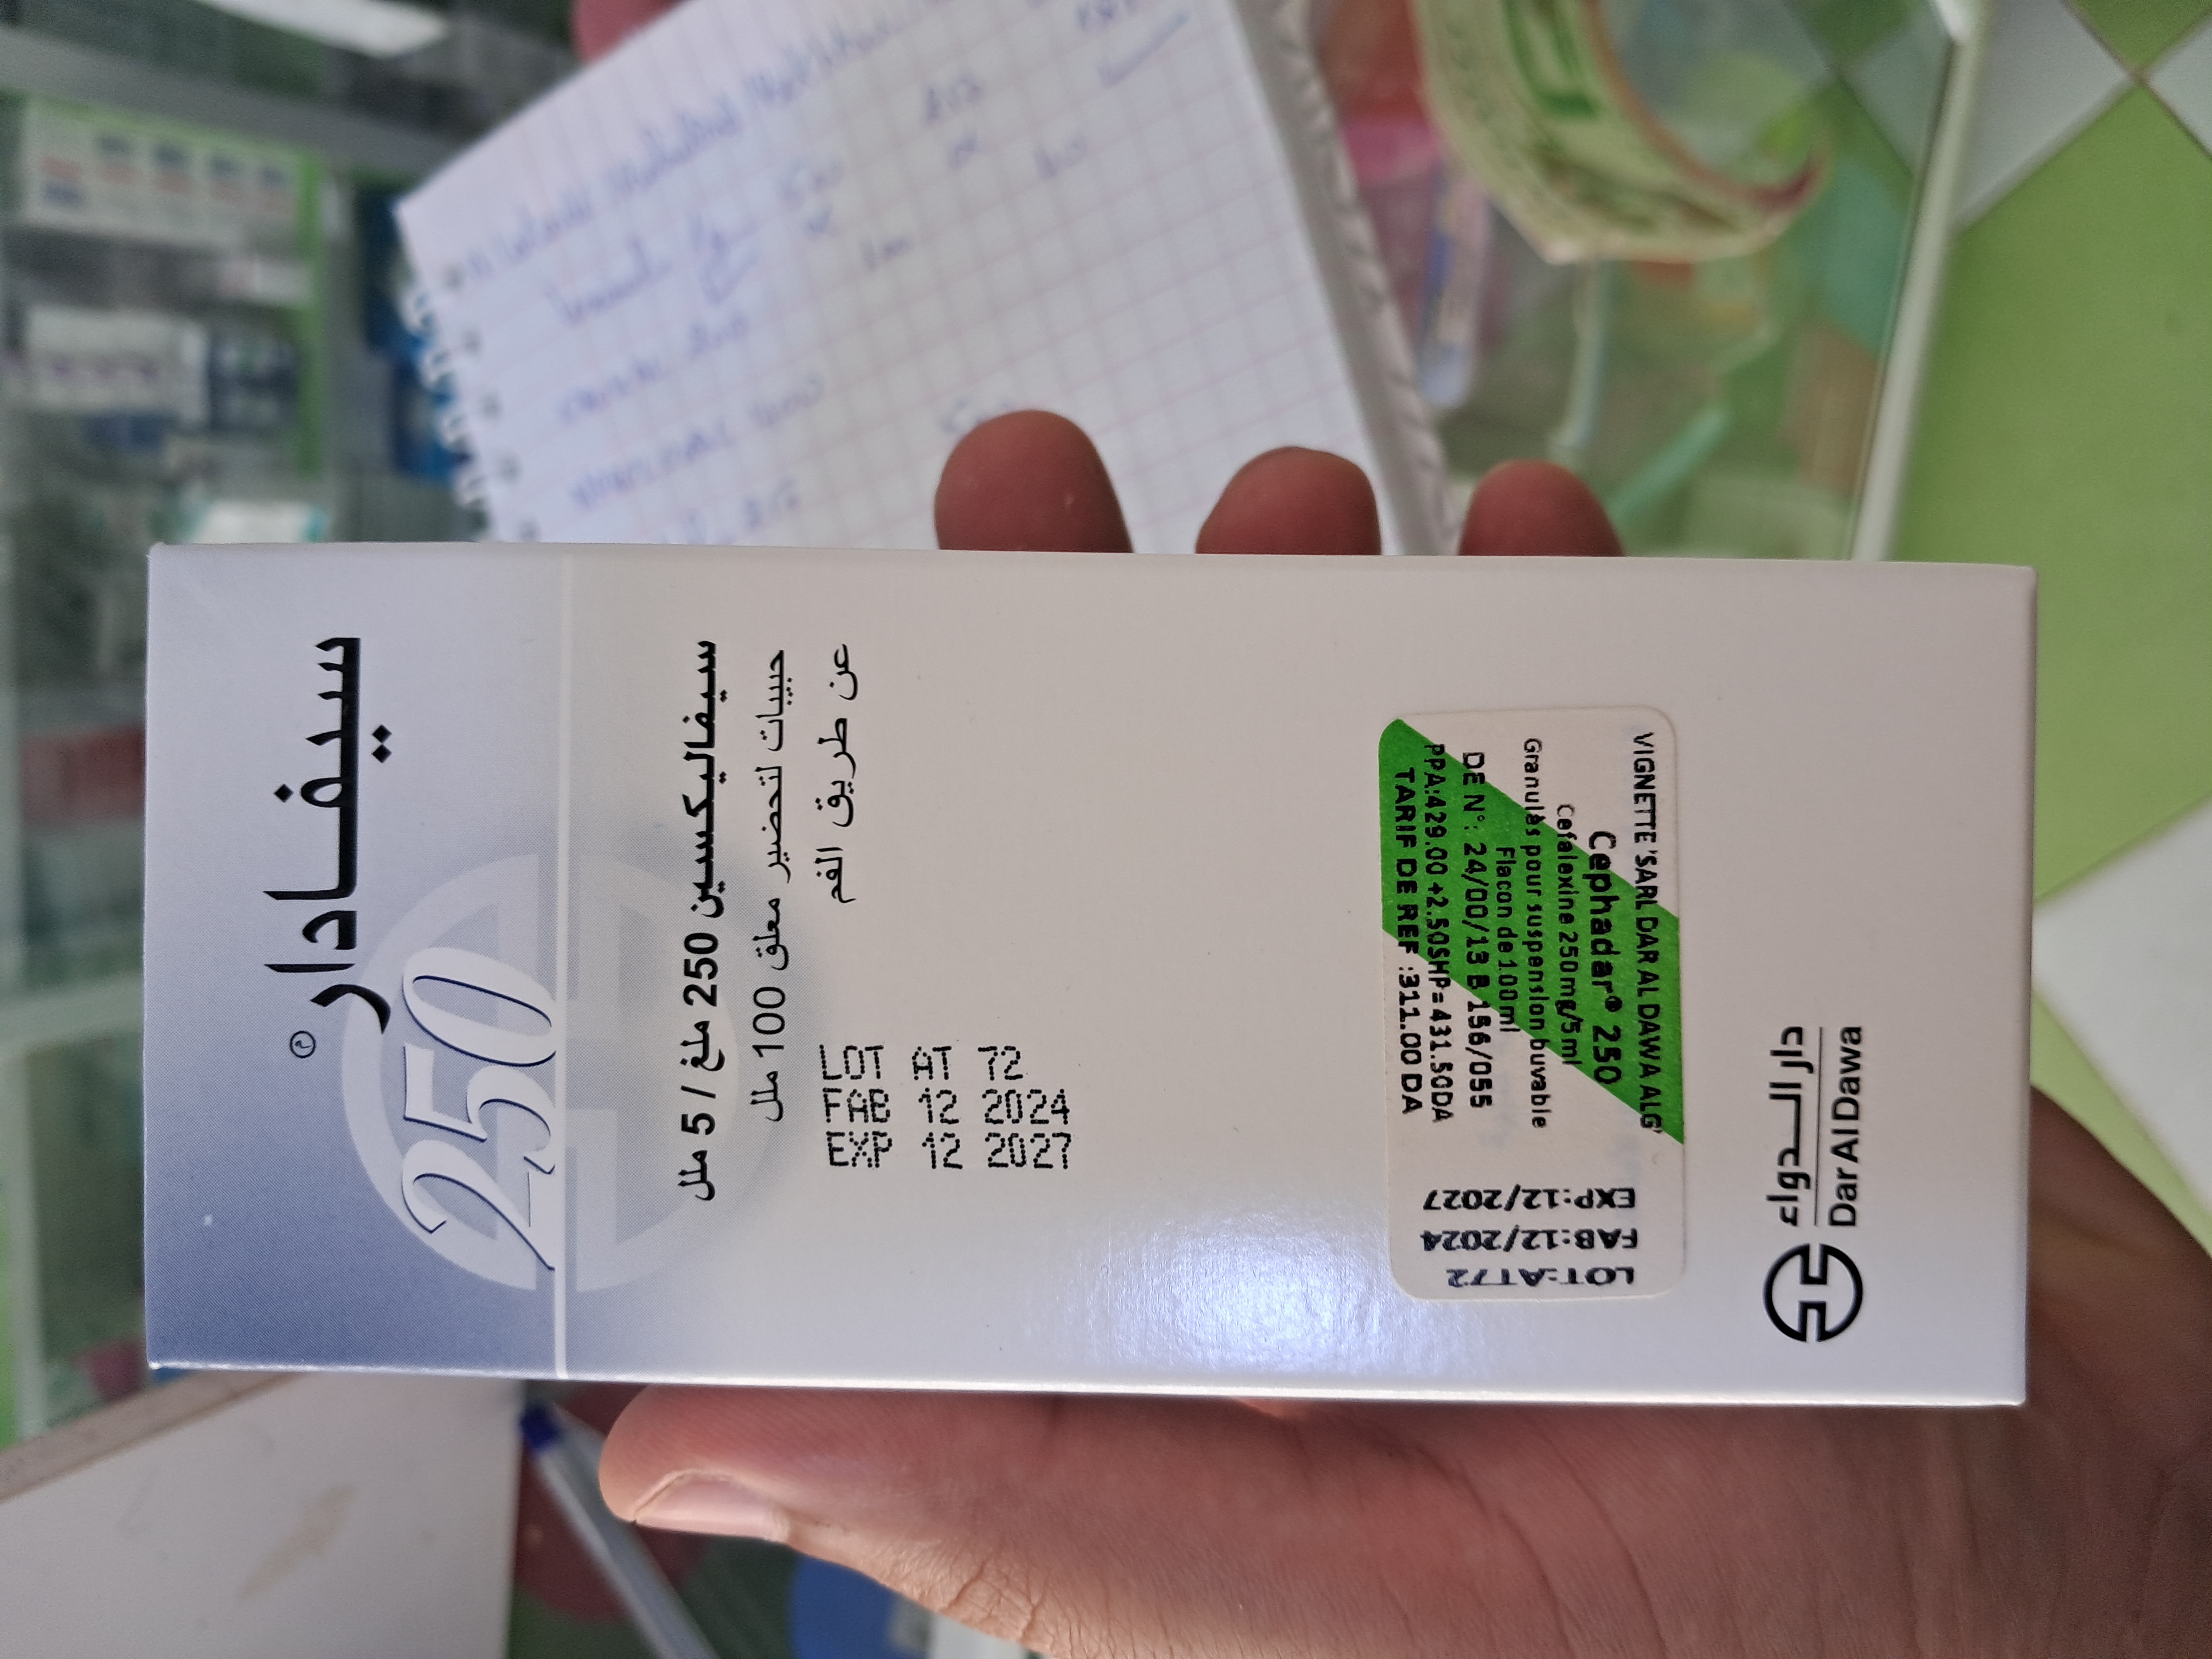 سيفادار
250
سيفاليكسين 250 ملغ / 5 ملل
حبيبات لتحضير معلق 100 ملل
عن طريق الفم
LOT AT 72
FAB 12 2024
EXP 12 2027
VIGNETTE 'SARL DAR AL DAWA ALG'
Cephadar® 250
Cefalexine 250mg/5ml
Granulés pour suspension buvable
Flacon de 100ml
DE N°: 24/00/13 B 156/055
PPA:429.00 +2.50SHP=431.50DA
TARIF DE REF :311.00 DA
LOT:AT72
FAB:12/2024
EXP:12/2027
دار الدواء
Dar Al Dawa